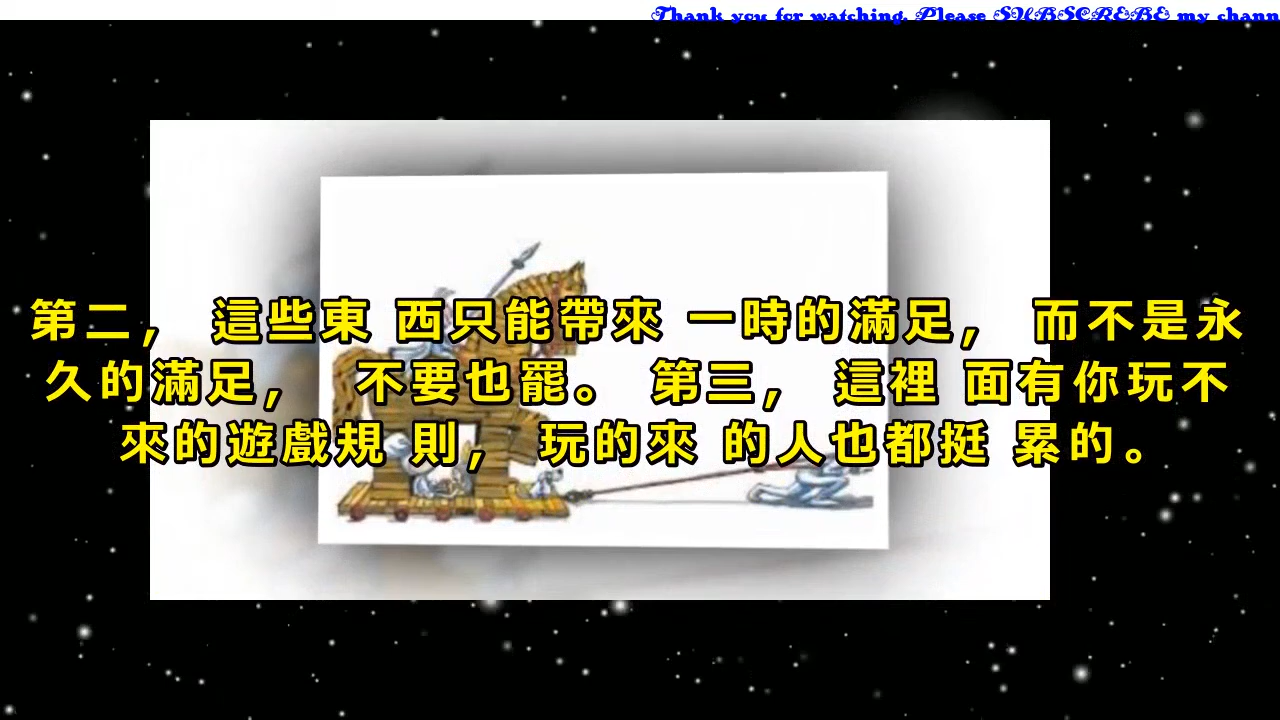 Thank you for watching. Please SUBSCREBE my chann
第二， 這些東 西只能帶來 一時的滿足， 而不是永
久的滿足， 不要也罷。 第三， 這裡 面有你玩不
來的遊戲規 則， 玩的來 的人也都挺 累的。